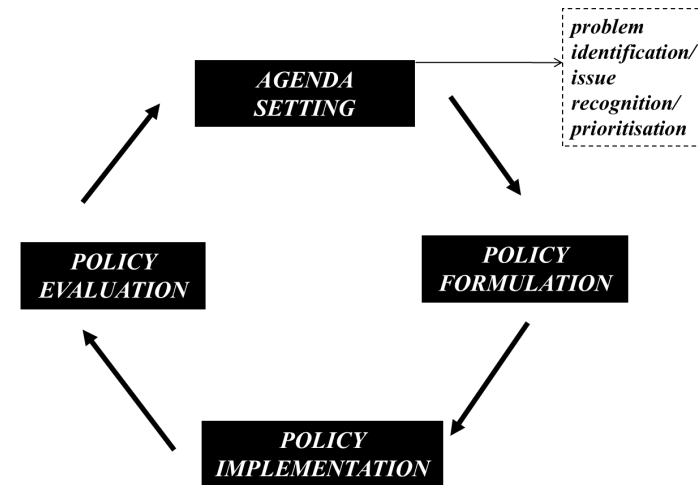 AGENDA
SETTING
problem
identification/
issue
recognition/
prioritisation
POLICY
FORMULATION
POLICY
IMPLEMENTATION
POLICY
EVALUATION